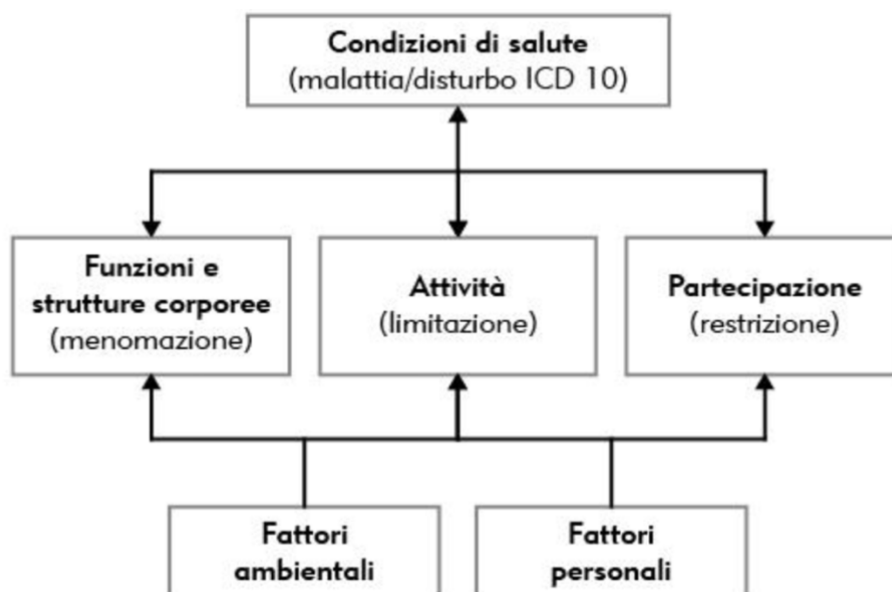 Condizioni di salute
(malattia/disturbo ICD 10)
Funzioni e
strutture corporee
(menomazione)
Attività
(limitazione)
Partecipazione
(restrizione)
Fattori
ambientali
Fattori
personali